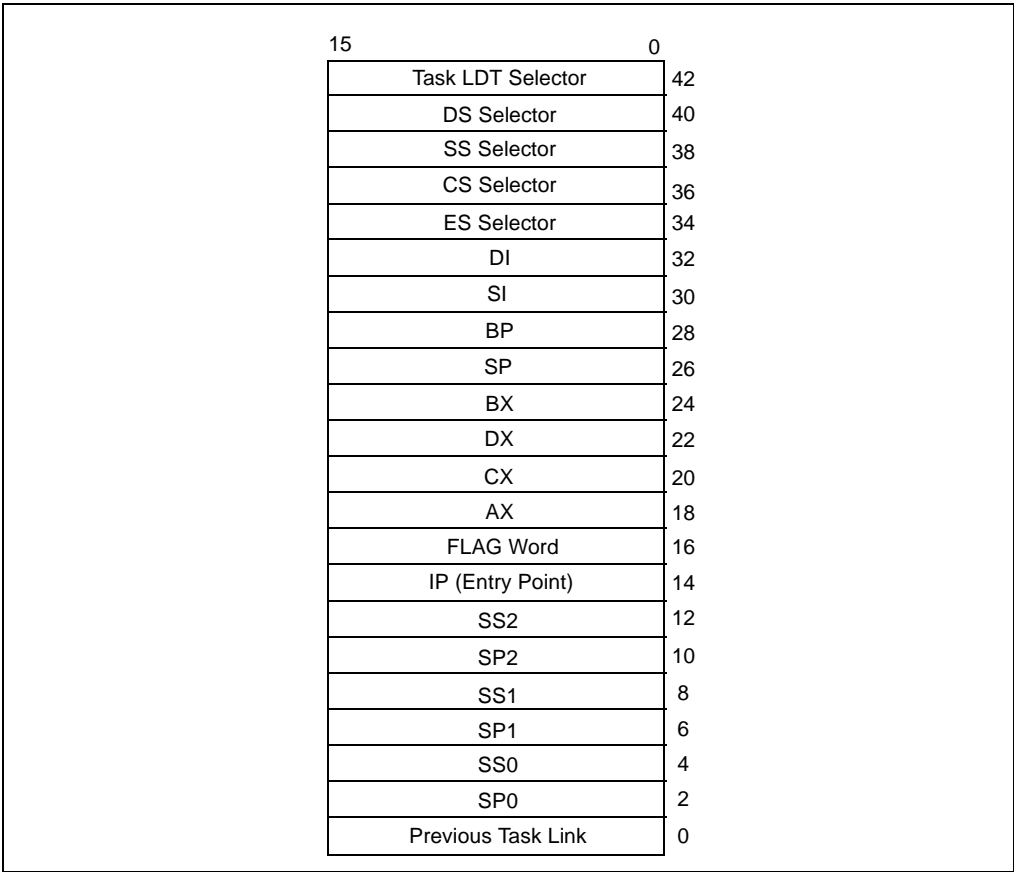 15 0
Task LDT Selector 42
DS Selector 40
SS Selector 38
CS Selector 36
ES Selector 34
DI 32
SI 30
BP 28
SP 26
BX 24
DX 22
CX 20
AX 18
FLAG Word 16
IP (Entry Point) 14
SS2 12
SP2 10
SS1 8
SP1 6
SS0 4
SP0 2
Previous Task Link 0